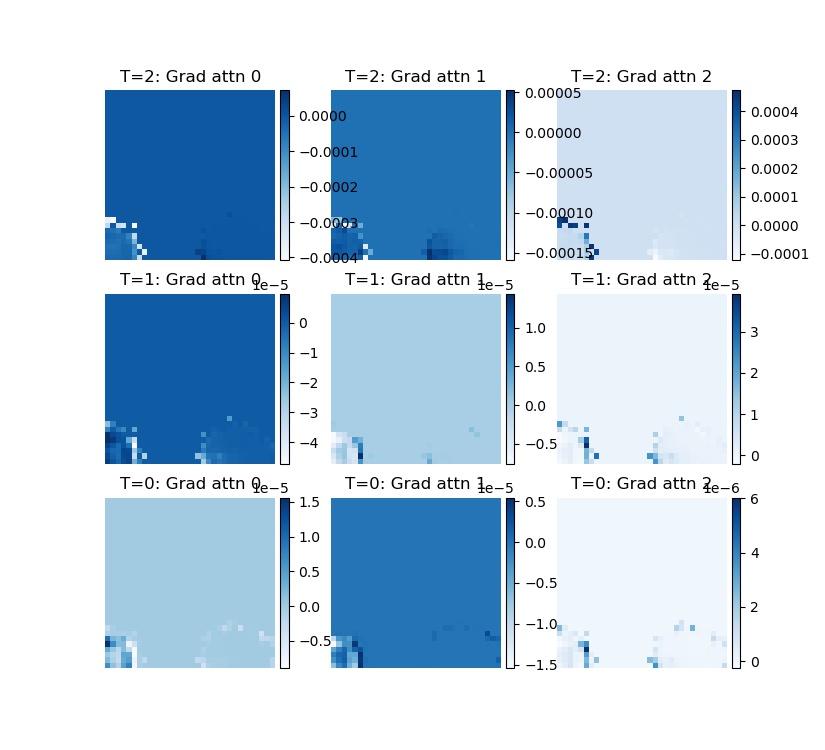 T=2: Grad attn 0
T=2: Grad attn 1
T=2: Grad attn 2
0.0000
−0.0001
−0.0002
−0.0003
−0.0004
0.00005
0.00000
−0.00005
−0.00010
−0.00015
0.0004
0.0003
0.0002
0.0001
0.0000
−0.0001
T=1: Grad attn 0
1e−5
T=1: Grad attn 1
1e−5
T=1: Grad attn 2
1e−5
0
−1
−2
−3
−4
1.0
0.5
0.0
−0.5
3
2
1
0
T=0: Grad attn 0
1e−5
T=0: Grad attn 1
1e−5
T=0: Grad attn 2
1e−6
1.5
1.0
0.5
0.0
−0.5
0.5
0.0
−0.5
−1.0
−1.5
6
4
2
0